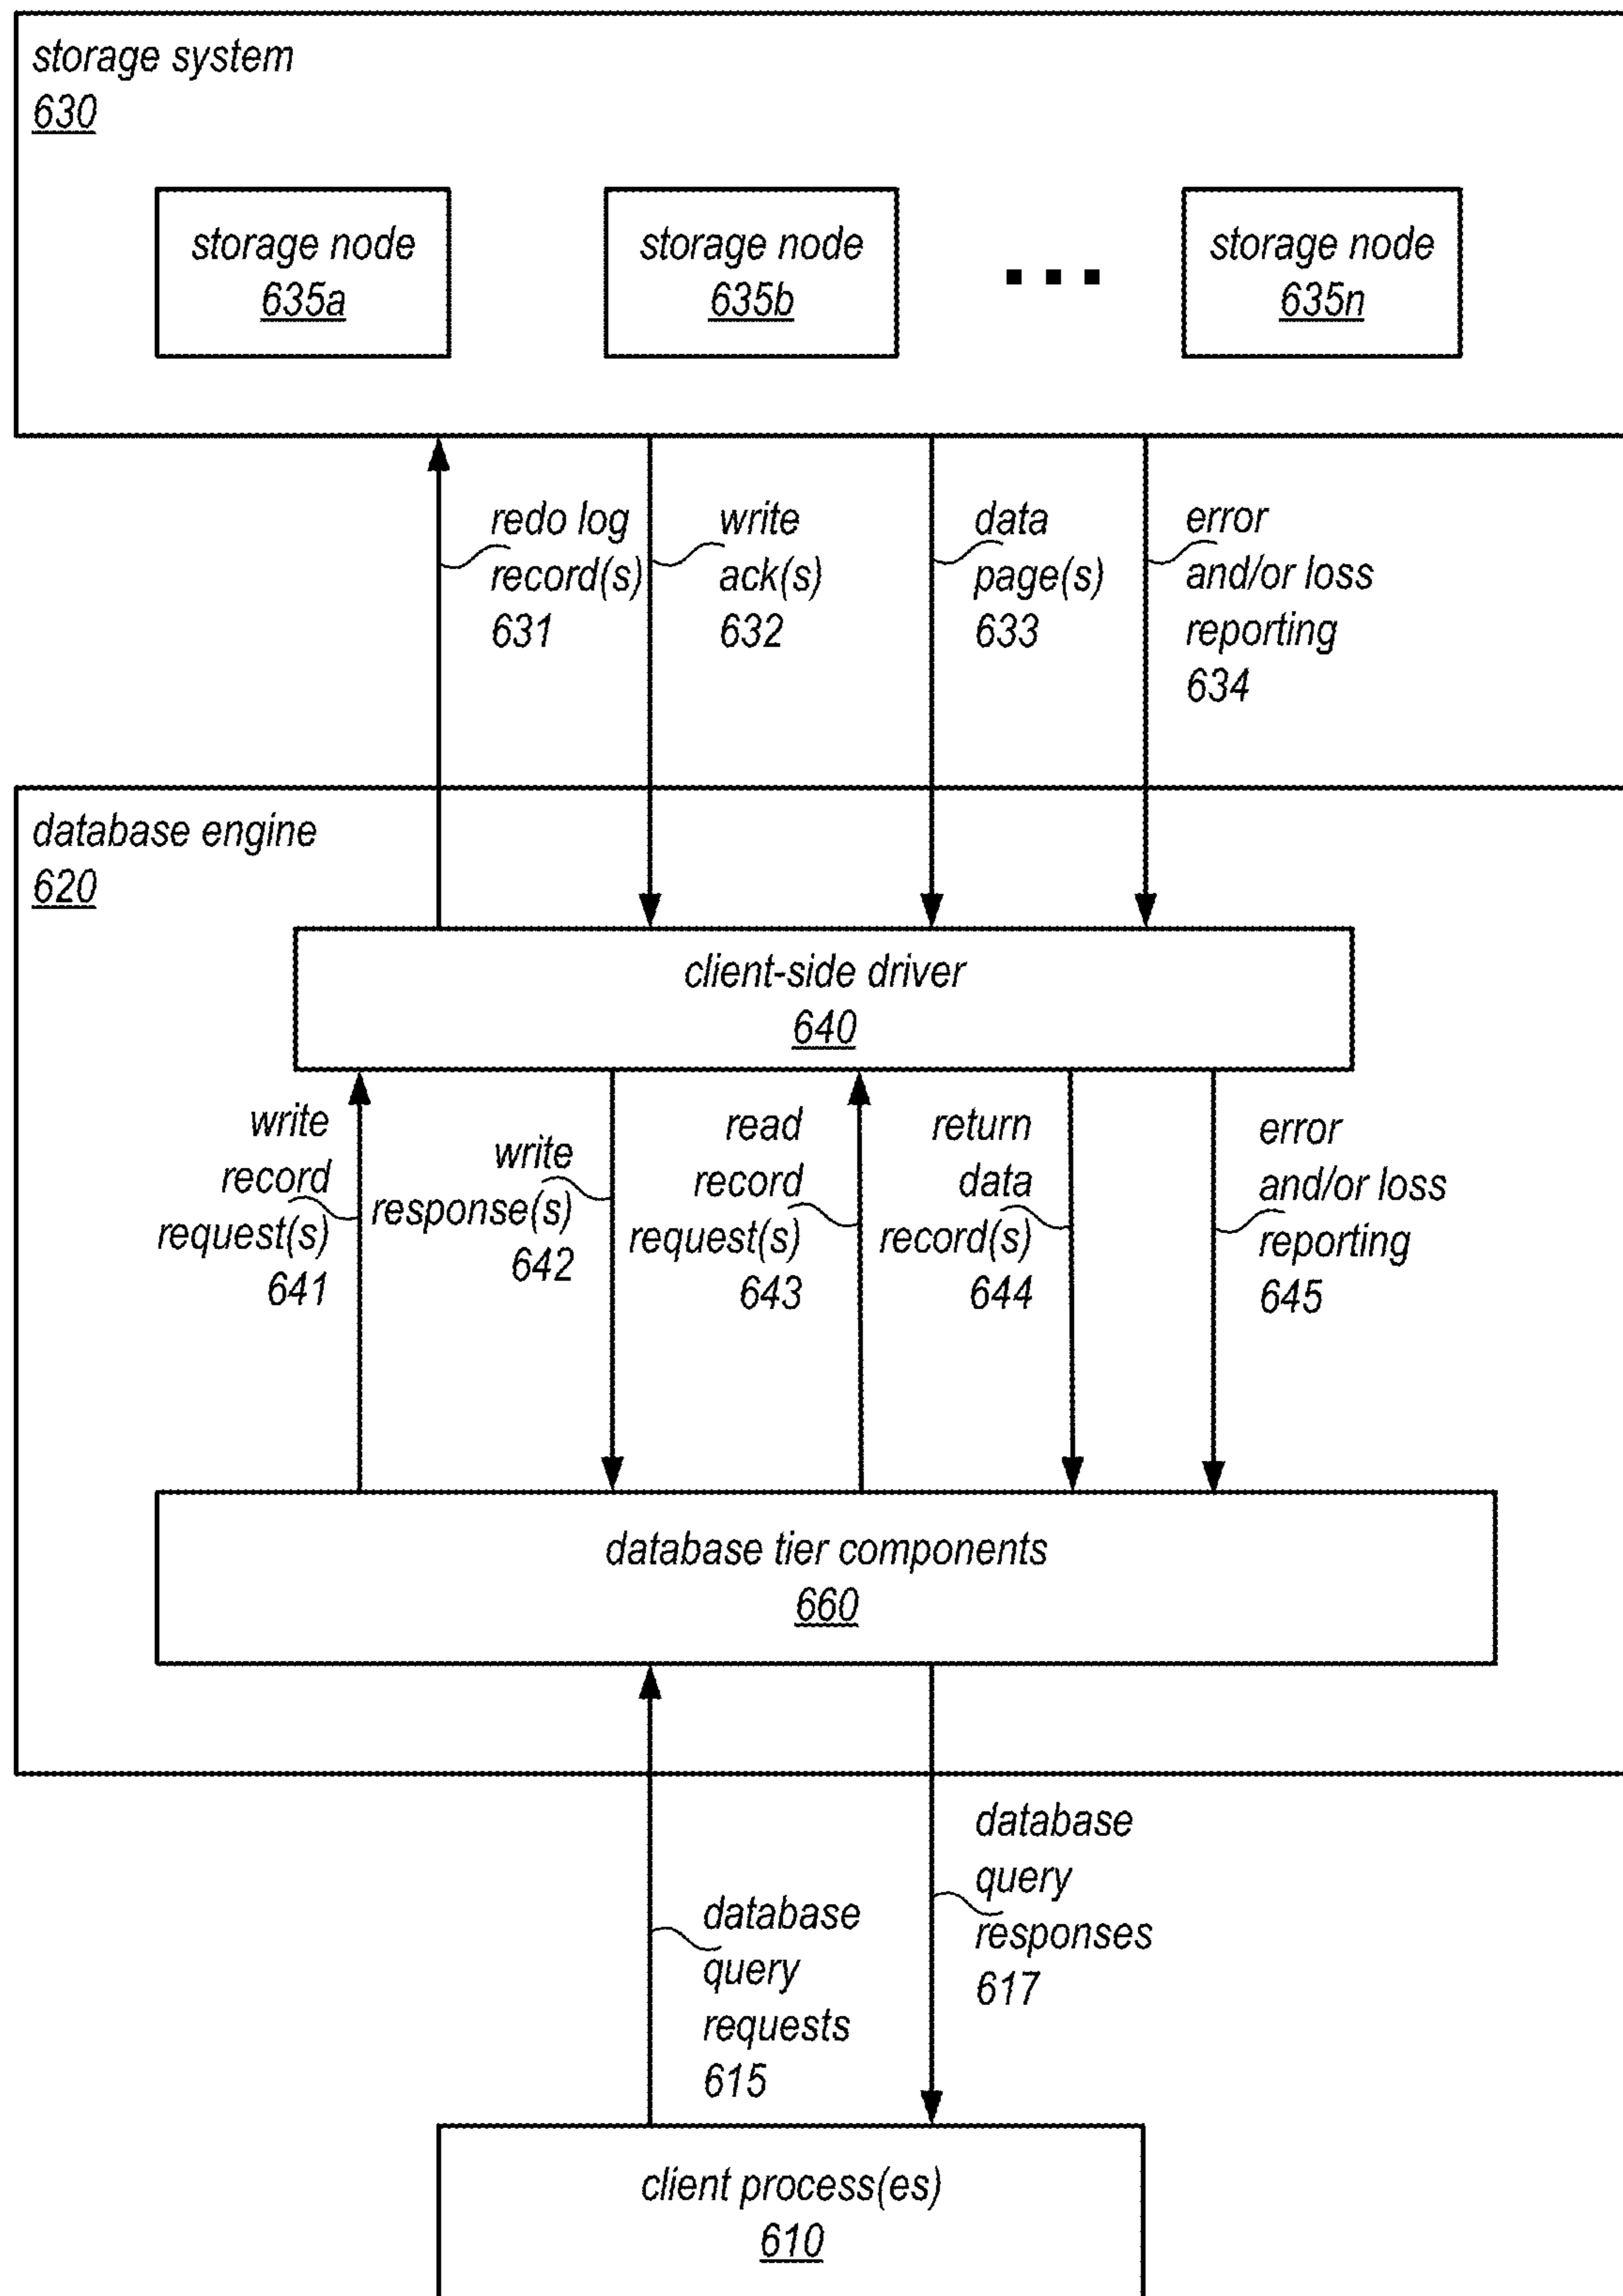 storage system
630
storage node
635a
storage node
635b
storage node
635n
redo log
record(s)
631
write
ack(s)
632
data
page(s)
633
error
and/or loss
reporting
634
database engine
620
client-side driver
640
write
record
request(s)
641
write
response(s)
642
read
record
request(s)
643
return
data
record(s)
644
error
and/or loss
reporting
645
database tier components
660
database
query
requests
615
database
query
responses
617
client process(es)
610